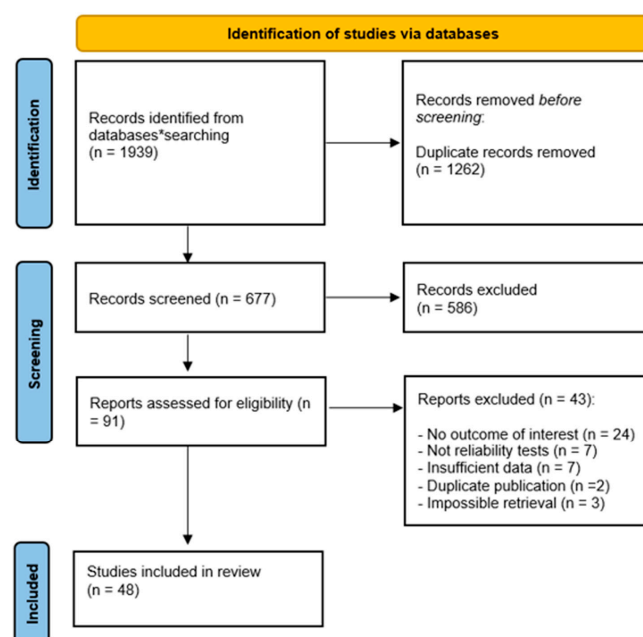 Identification of studies via databases
Identification
Records identified from
databases*searching
(n = 1939)
Records removed before
screening:
Duplicate records removed
(n = 1262)
Screening
Records screened (n = 677)
Records excluded
(n = 586)
Reports assessed for eligibility (n
= 91)
Reports excluded (n = 43):
- No outcome of interest (n = 24)
- Not reliability tests (n = 7)
- Insufficient data (n = 7)
- Duplicate publication (n =2)
- Impossible retrieval (n = 3)
Included
Studies included in review
(n = 48)